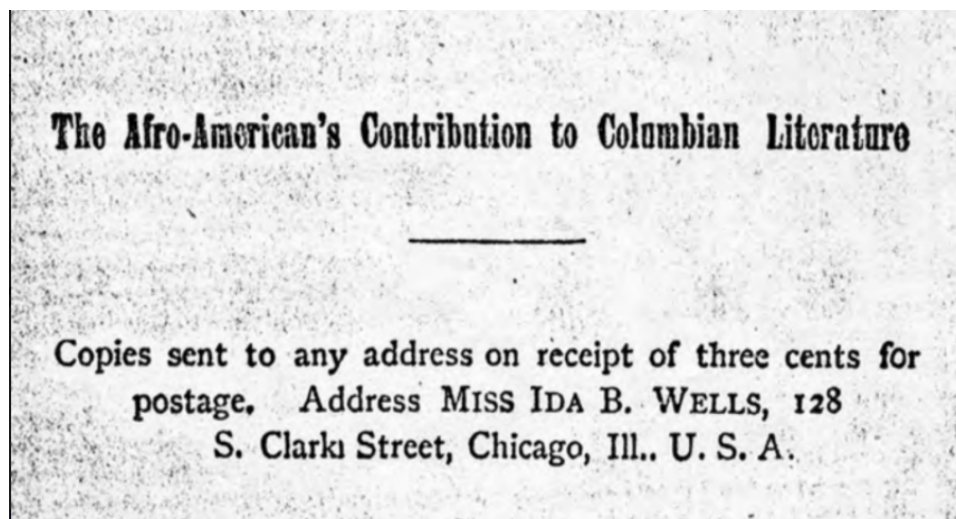 The Afro-American's Contribution to Columbian Literature
Copies sent to any address on receipt of three cents for
postage. Address MISS IDA B. WELLS, 128
S. Clark Street, Chicago, Ill.. U. S. A.